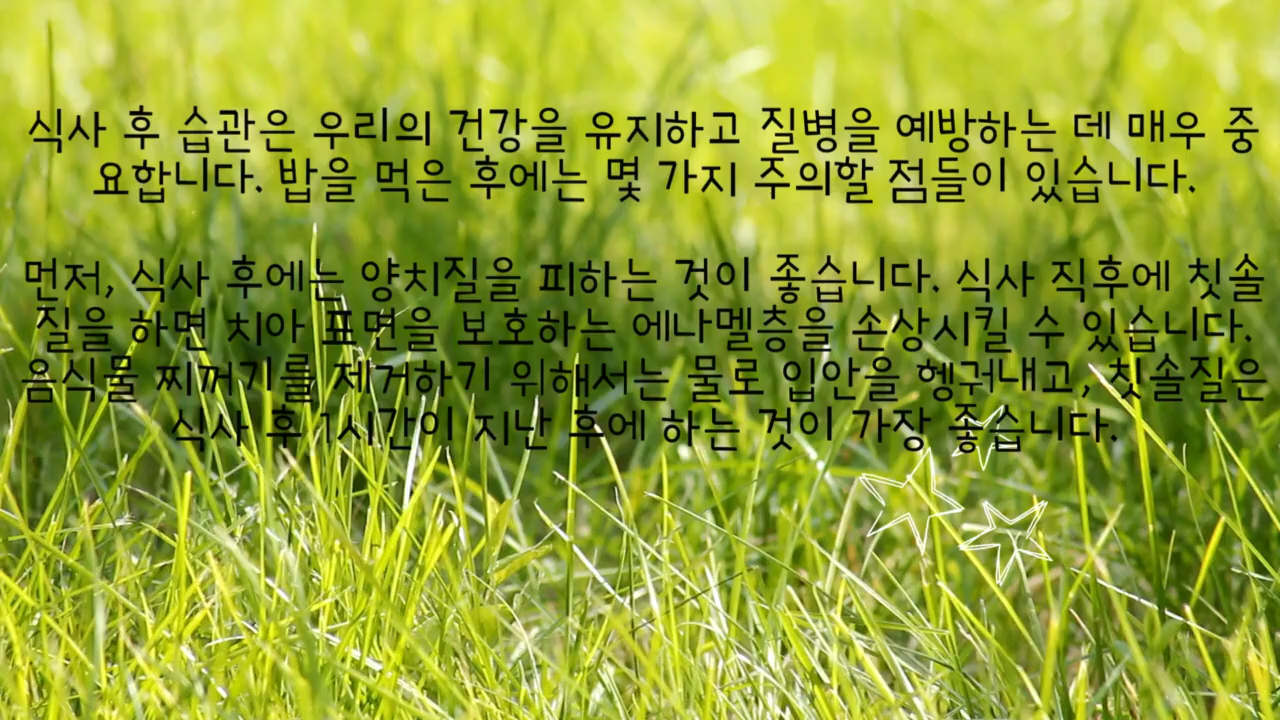 식사 후 습관은 우리의 건강을 유지하고 질병을 예방하는 데 매우 중
요합니다. 밥을 먹은 후에는 몇 가지 주의할 점들이 있습니다.
먼저, 식사 후에는 양치질을 피하는 것이 좋습니다. 식사 직후에 칫솔
질을 하면 치아 표면을 보호하는 에나멜층을 손상시킬 수 있습니다.
음식물 찌꺼기를 제거하기 위해서는 물로 입안을 헹궈내고, 칫솔질은
식사 후 1시간이 지난 후에 하는 것이 가장 좋습니다.